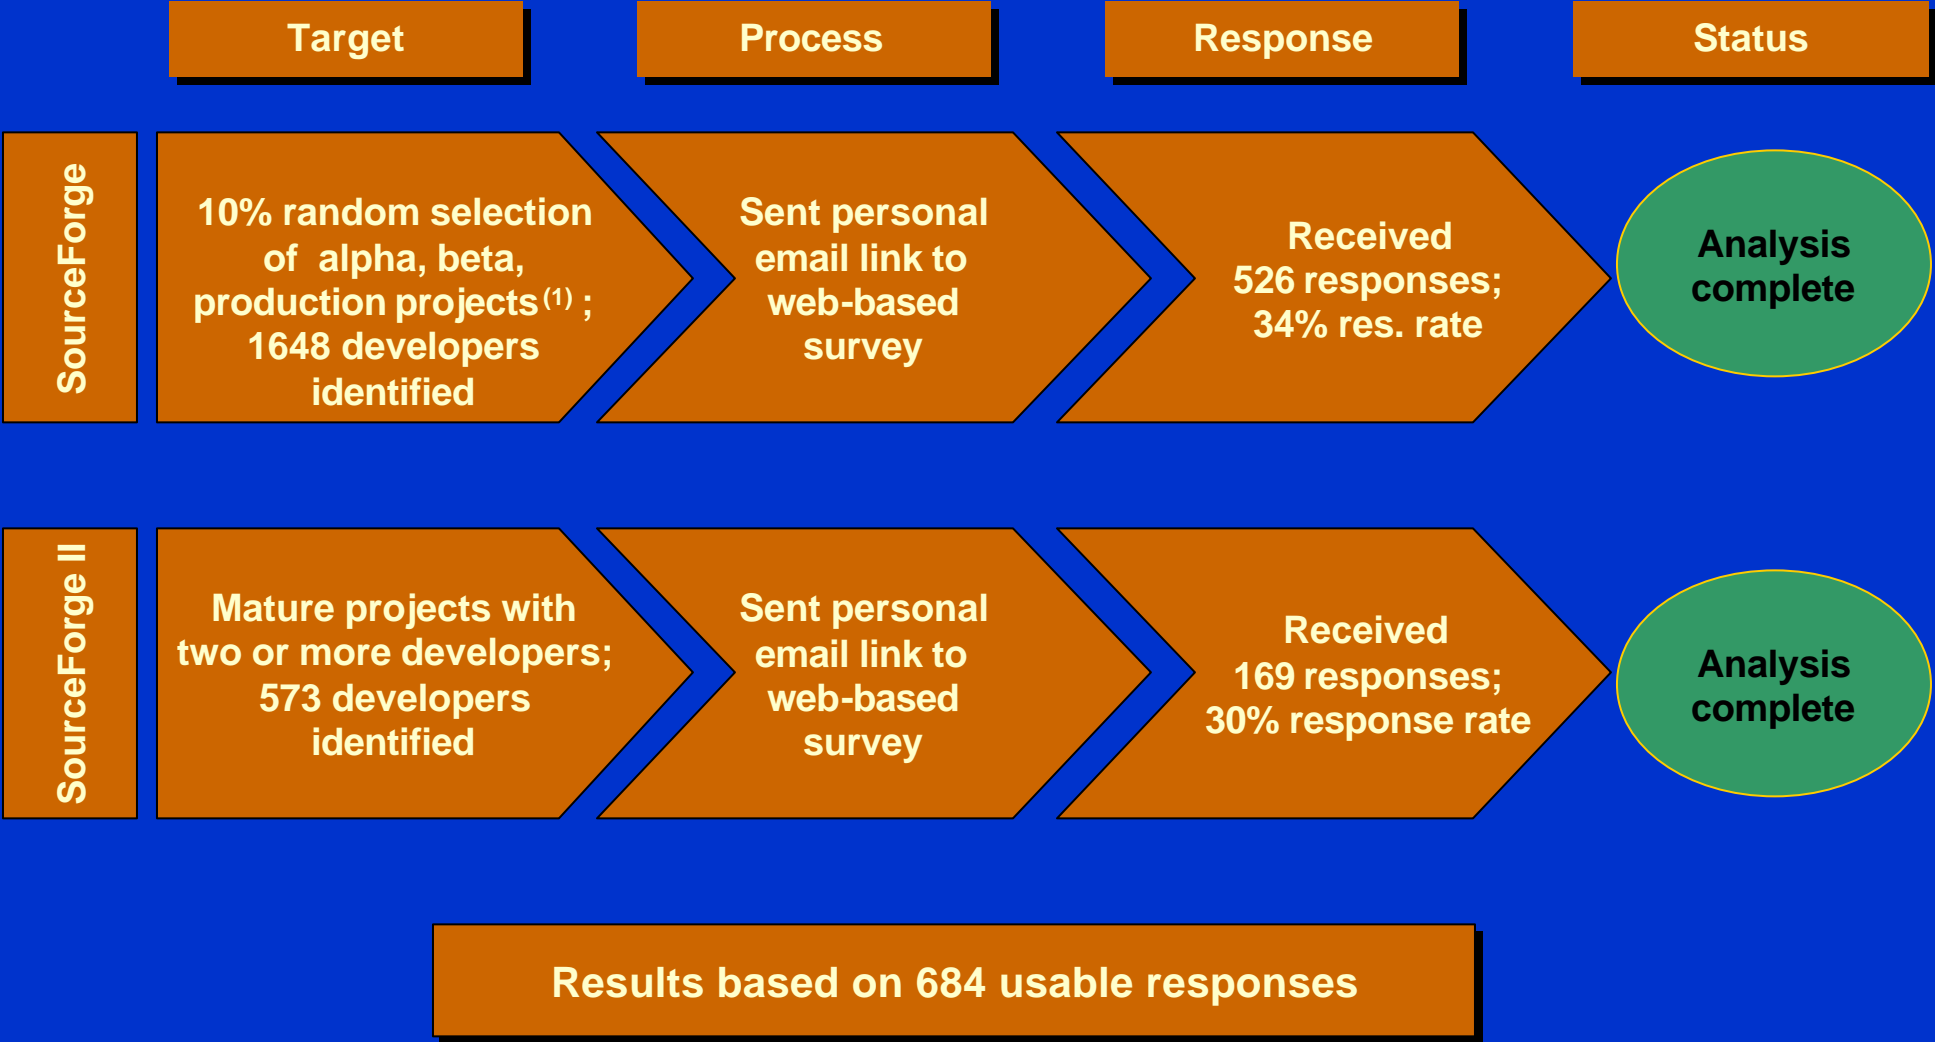 Target
Process
Response
Status
SourceForge
10% random selection
of alpha, beta,
production projects (1) ;
1648 developers
identified
Sent personal
email link to
web-based
survey
Received
526 responses;
34% res. rate
Analysis
complete
SourceForge II
Mature projects with
two or more developers;
573 developers
identified
Sent personal
email link to
web-based
survey
Received
169 responses;
30% response rate
Analysis
complete
Results based on 684 usable responses